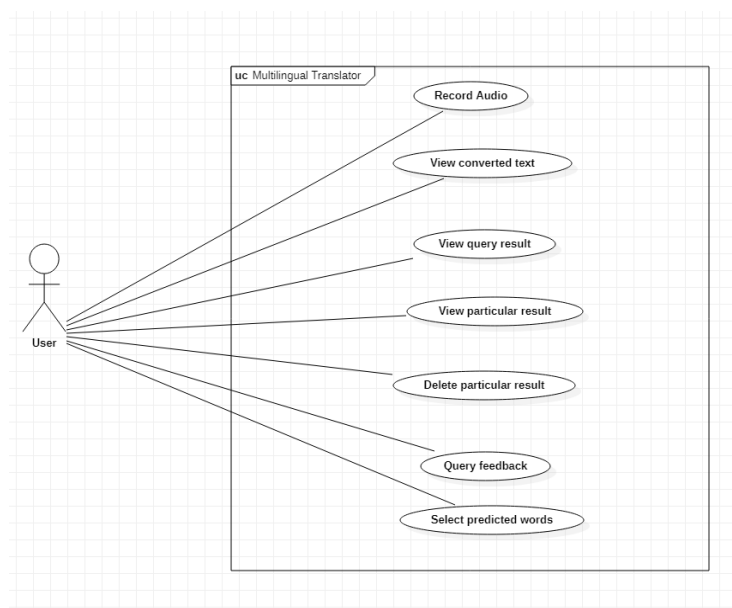 uc Multilingual Translator
Record Audio
View converted text
View query result
View particular result
User
Delete particular result
Query feedback
Select predicted words